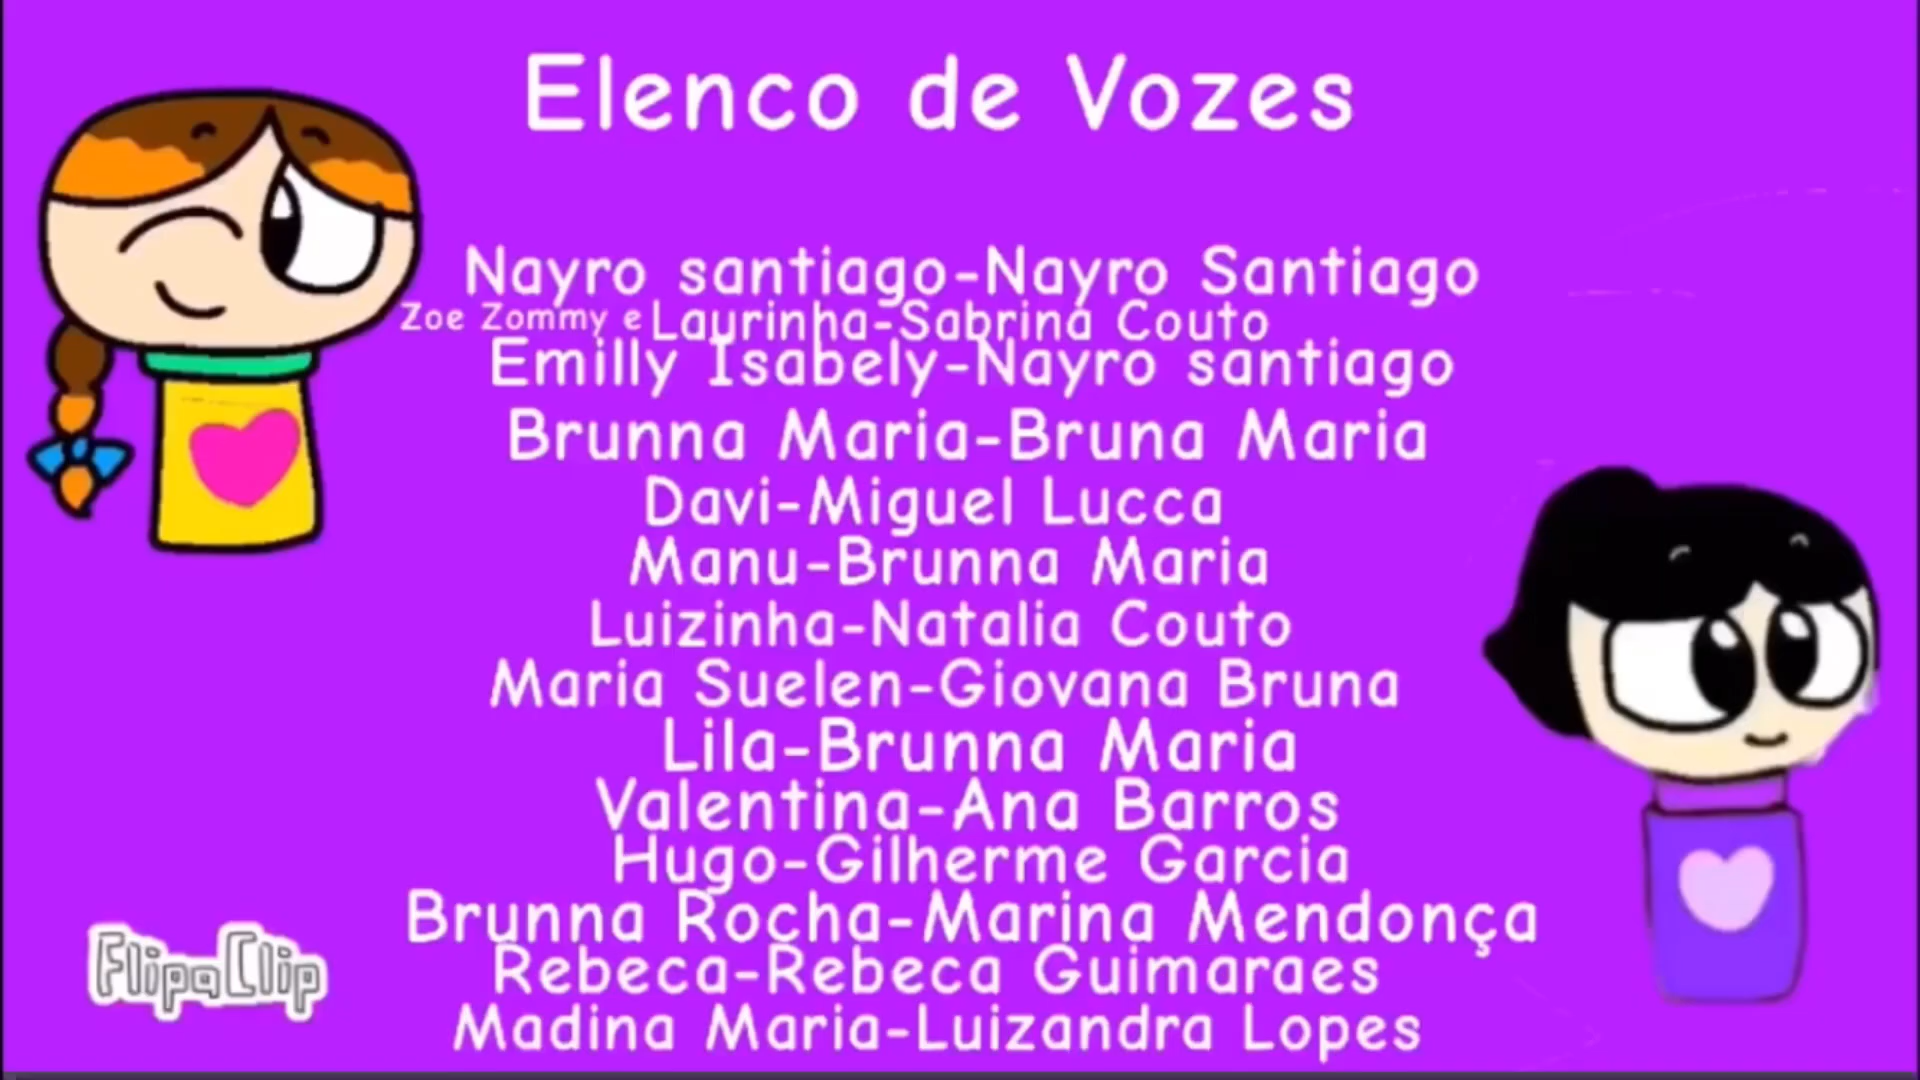 Elenco de Vozes
Nayro santiago-Nayro Santiago
Zoe Zommy e Laurinha-Sabrina Couto
Emilly Isabely-Nayro santiago
Brunna Maria-Bruna Maria
Davi-Miguel Lucca
Manu-Brunna Maria
Luizinha-Natalia Couto
Maria Suelen-Giovana Bruna
Lila-Brunna Maria
Valentina-Ana Barros
Hugo-Gilherme Garcia
Brunna Rocha-Marina Mendonça
Rebeca-Rebeca Guimaraes
Madina Maria-Luizandra Lopes
FlipaClip